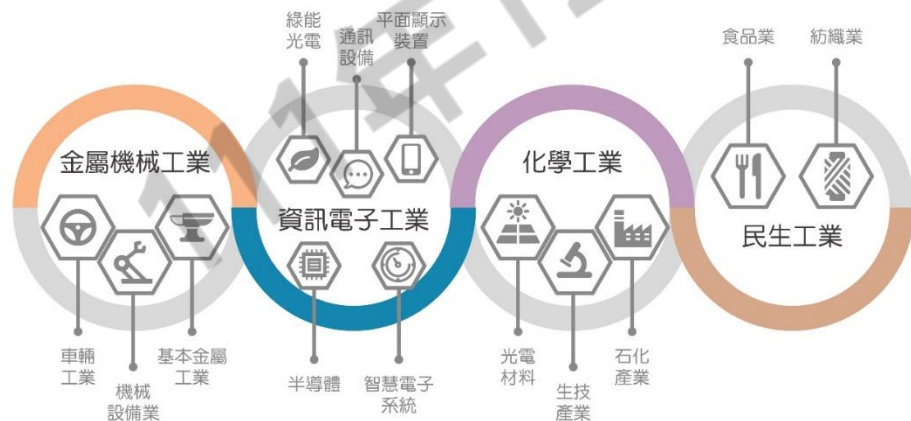 金屬機械工業
車輛
工業
機械
設備業
基本金屬
工業
綠能
光電
通訊
設備
平面顯示
裝置
資訊電子工業
半導體
智慧電子
系統
化學工業
光電
材料
生技
產業
石化
產業
食品業
紡織業
民生工業
111年